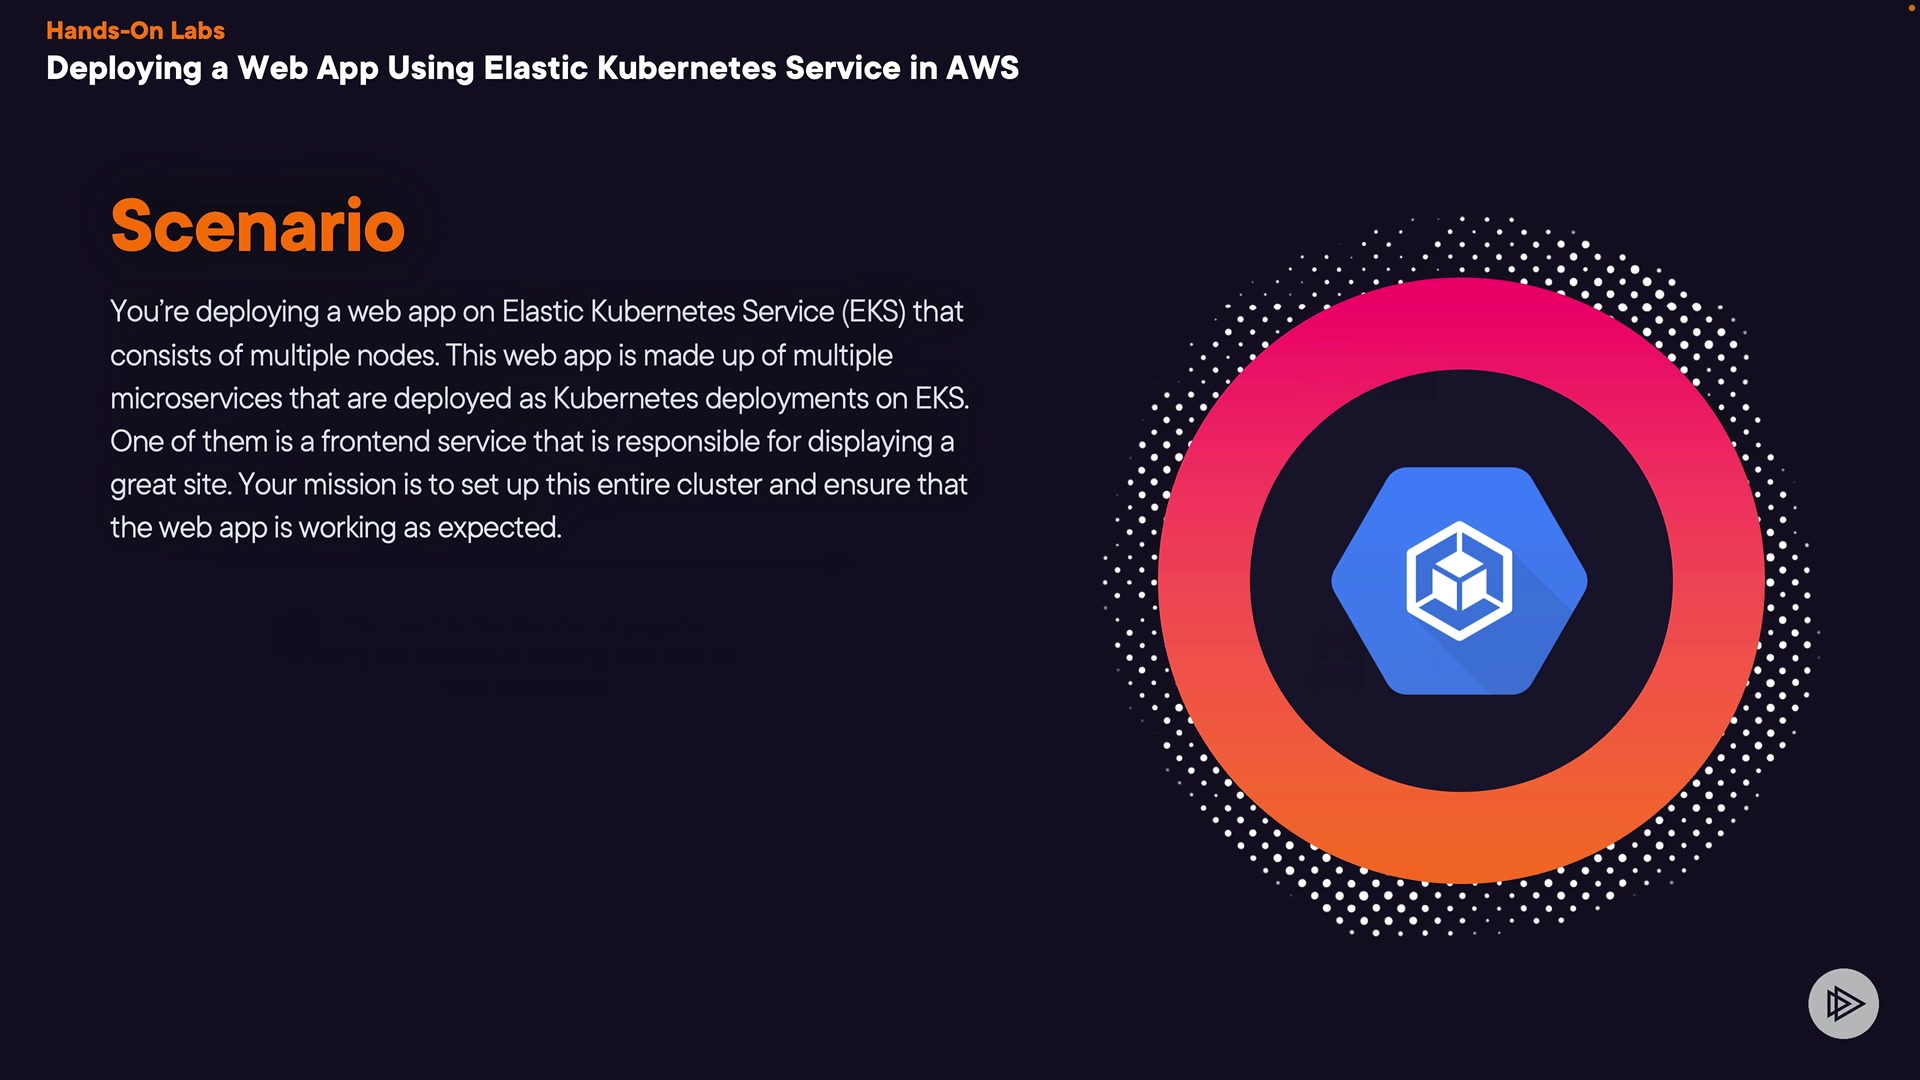 Hands-On Labs
Deploying a Web App Using Elastic Kubernetes Service in AWS
Scenario
You’re deploying a web app on Elastic Kubernetes Service (EKS) that
consists of multiple nodes. This web app is made up of multiple
microservices that are deployed as Kubernetes deployments on EKS.
One of them is a frontend service that is responsible for displaying a
great site. Your mission is to set up this entire cluster and ensure that
the web app is working as expected.